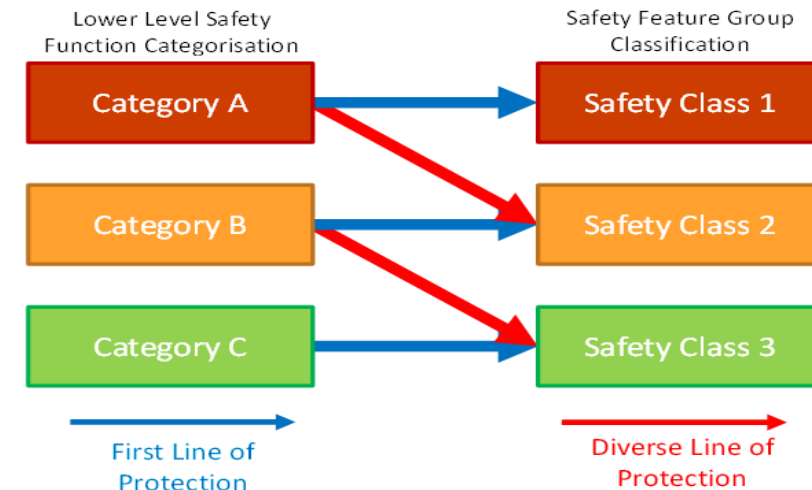 Lower Level Safety
Function Categorisation
Safety Feature Group
Classification
Category A
Safety Class 1
Category B
Safety Class 2
Category C
Safety Class 3
First Line of
Protection
Diverse Line of
Protection